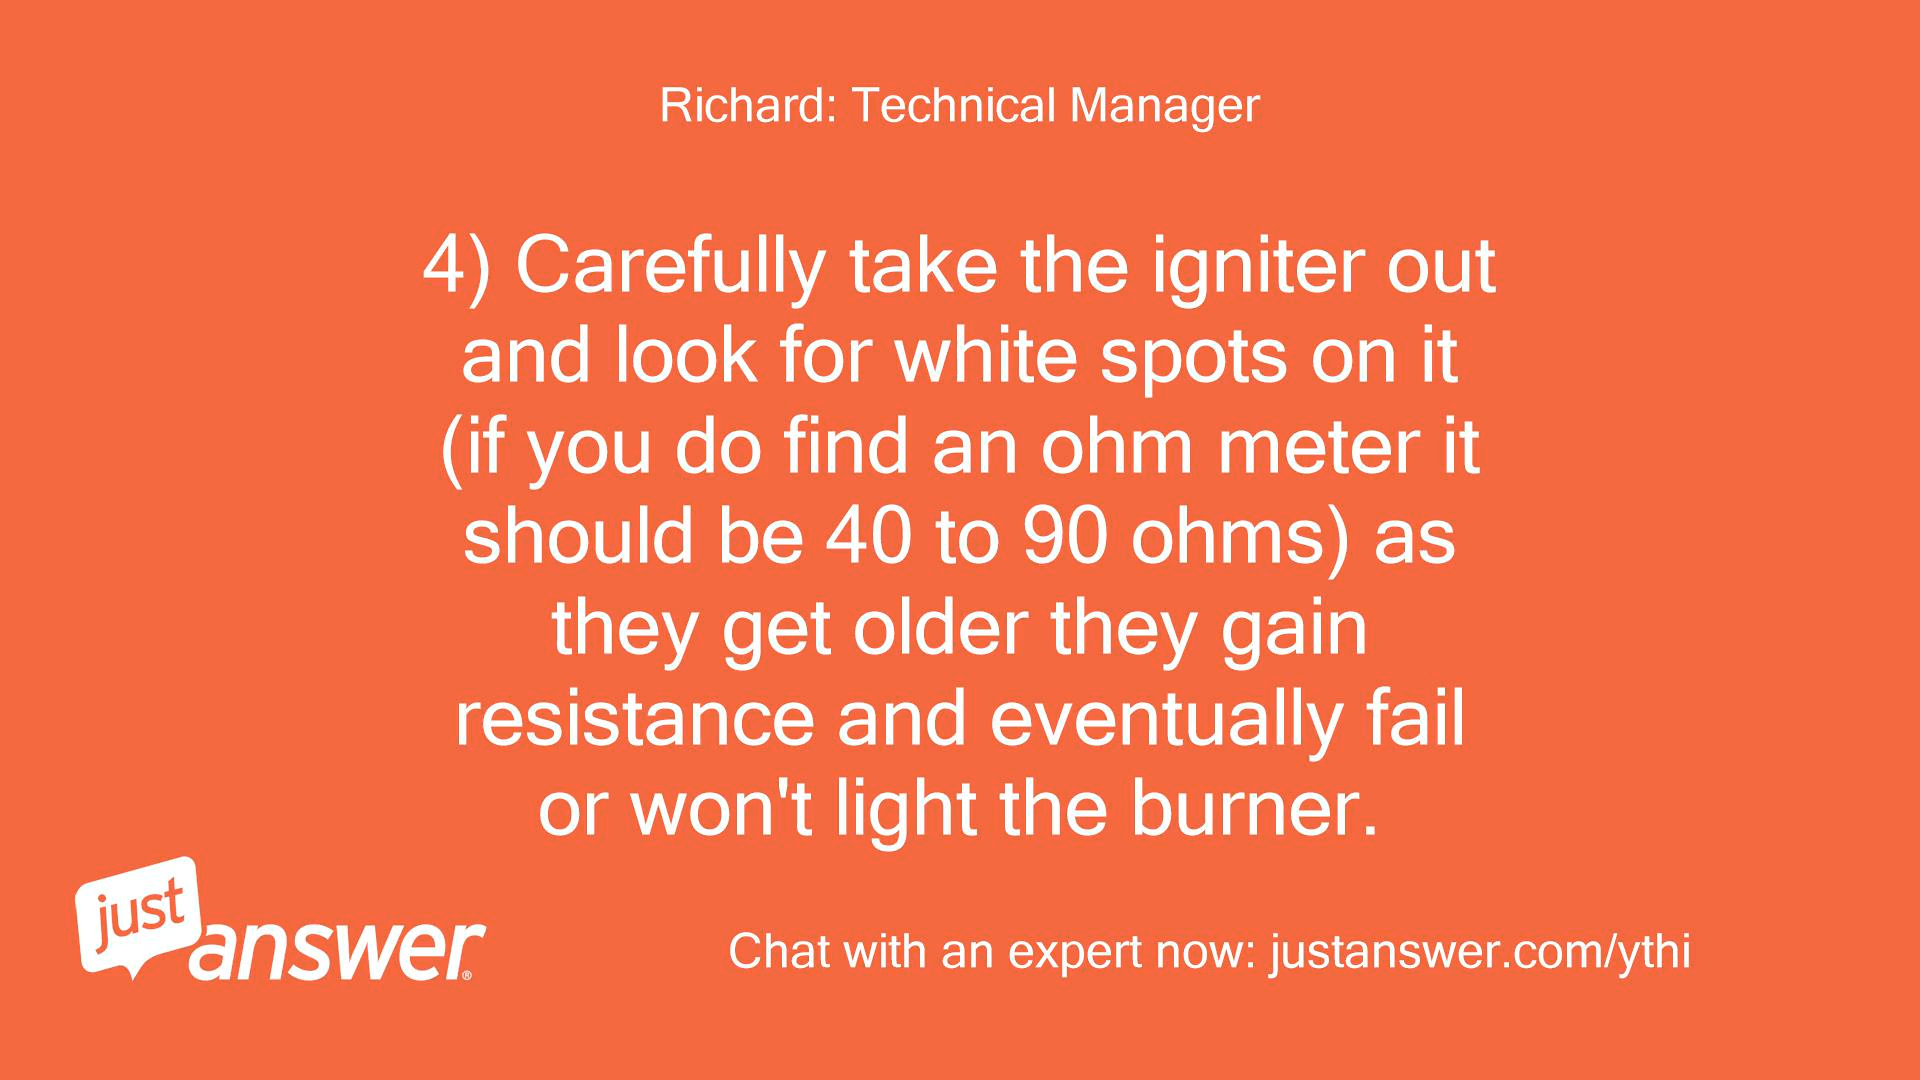 Richard: Technical Manager
4) Carefully take the igniter out
and look for white spots on it
(if you do find an ohm meter it
should be 40 to 90 ohms) as
they get older they gain
resistance and eventually fail
or won't light the burner.
just
answer®
Chat with an expert now: justanswer.com/ythi